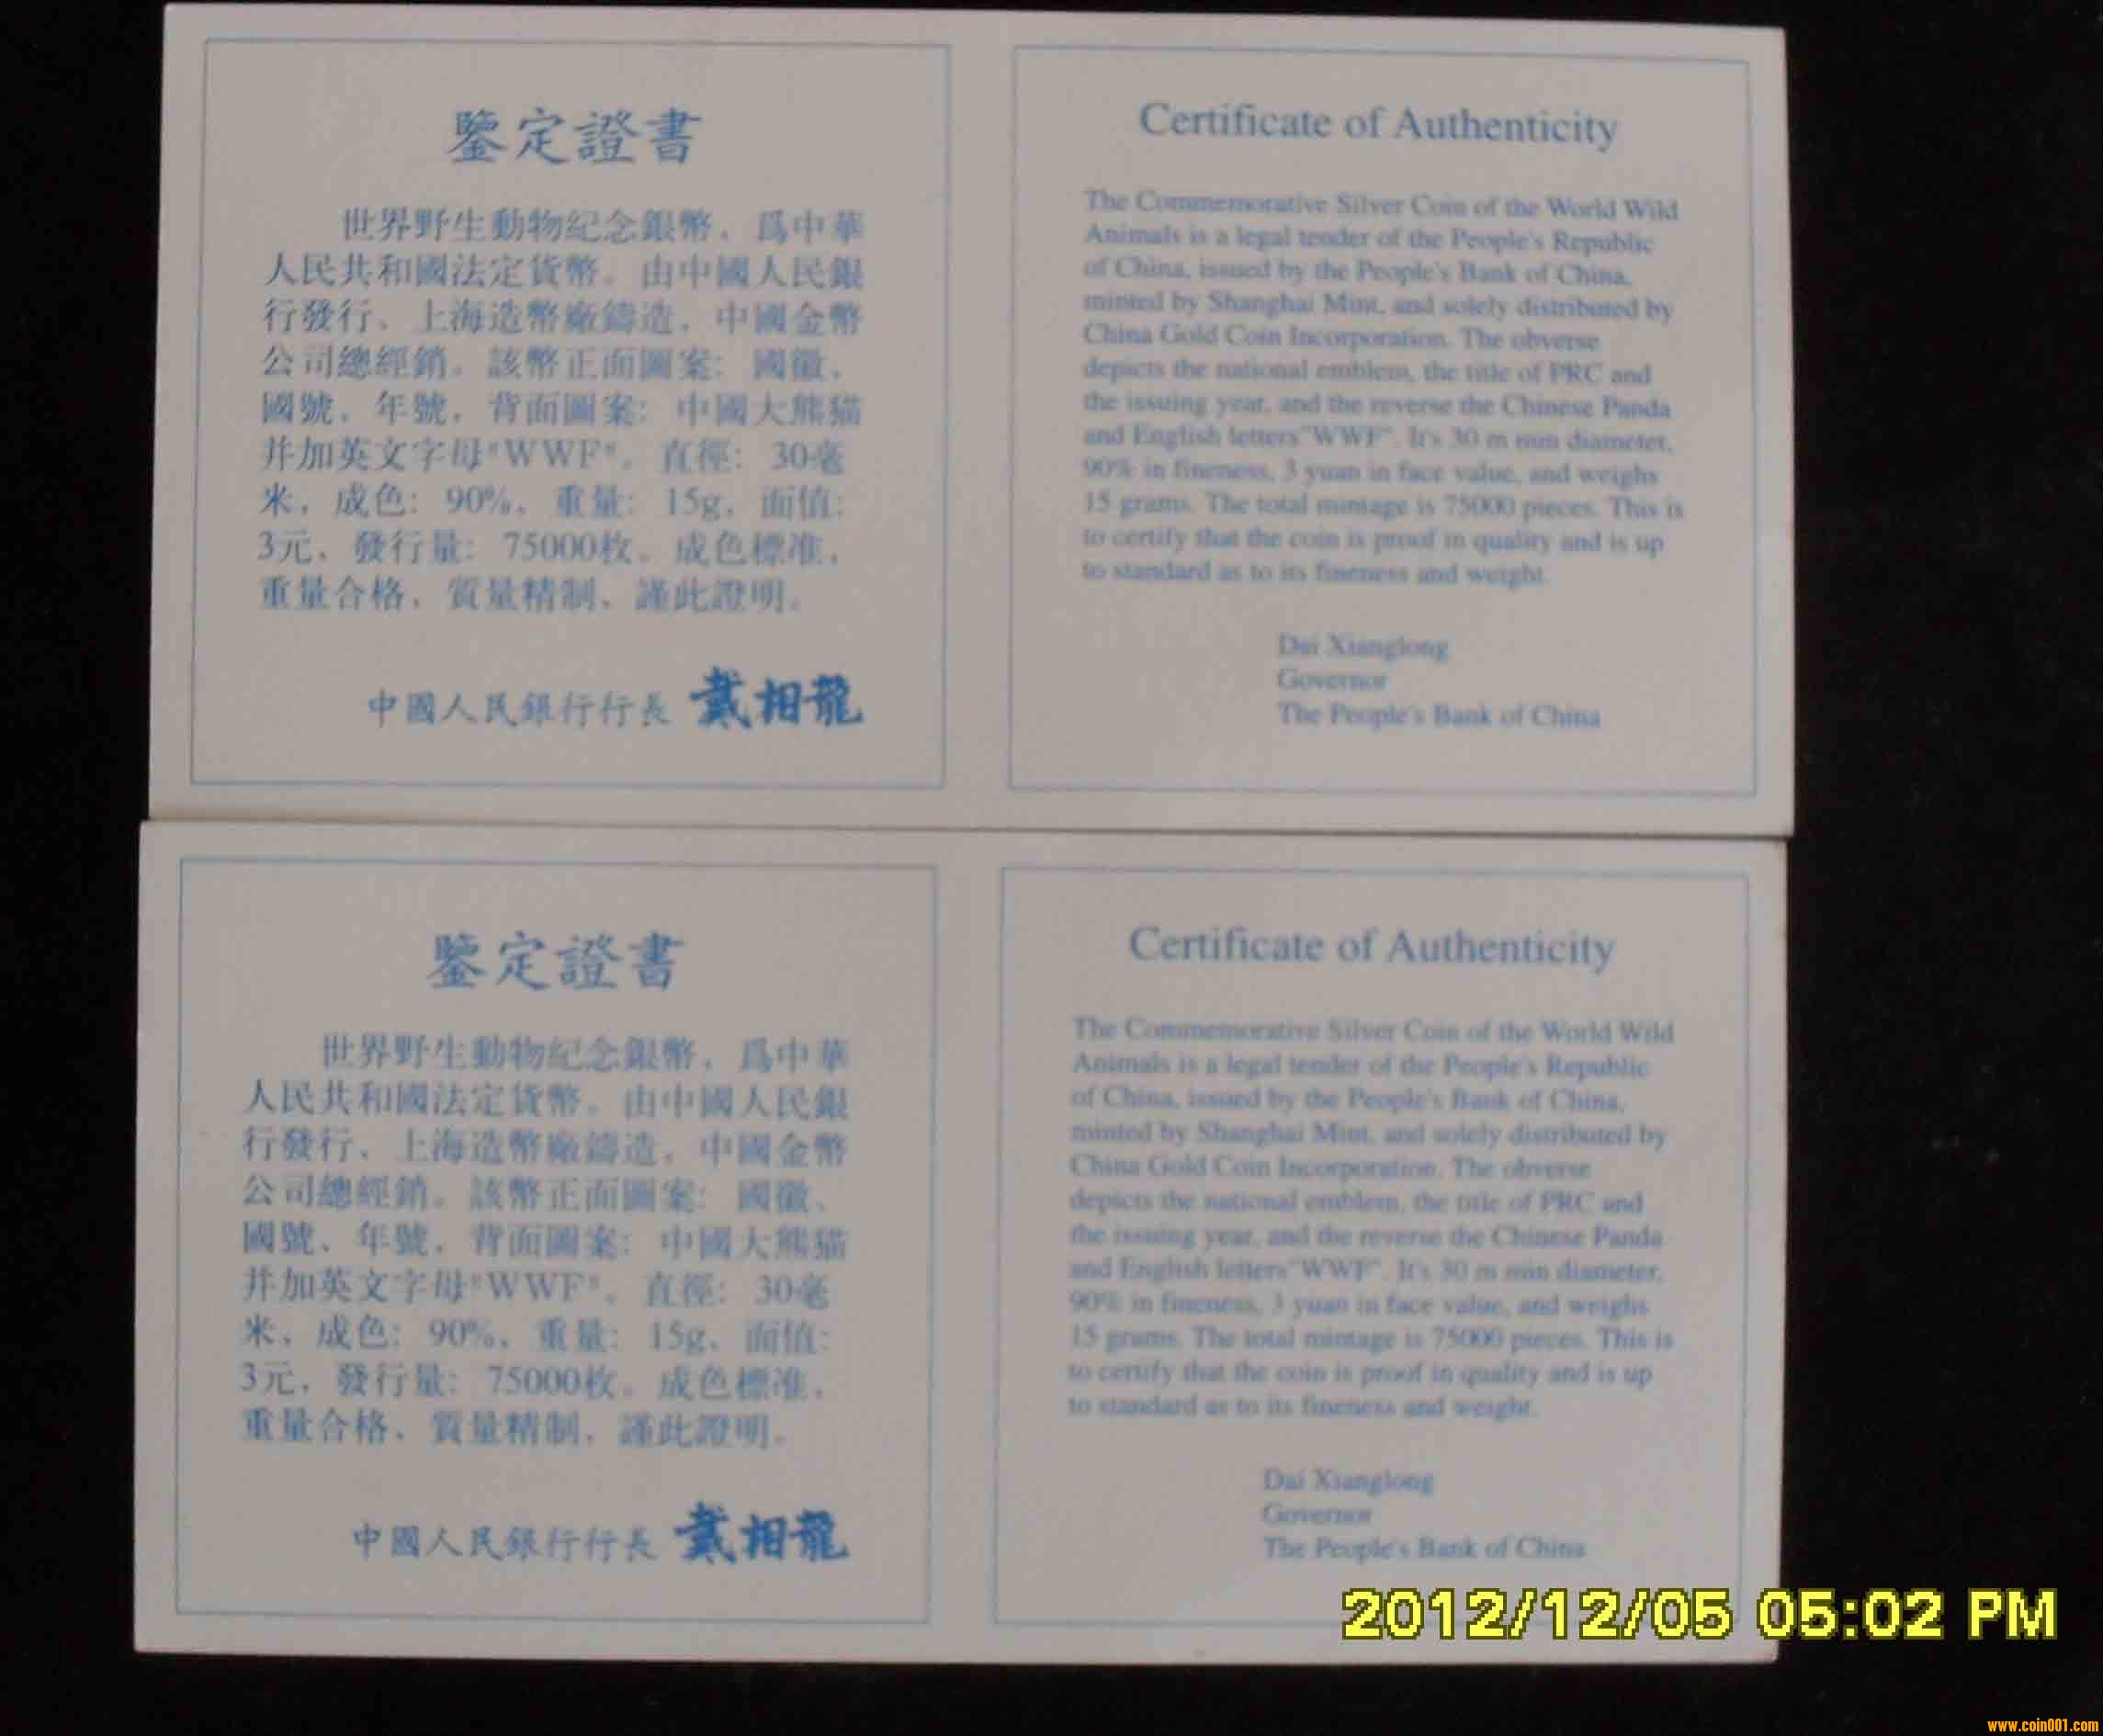 鑒定證書
世界野生動物紀念銀幣，爲中華
人民共和國法定貨幣。由中國人民銀
行發行、上海造幣廠鑄造，中國金幣
公司總經銷。該幣正面圖案：國徽、
國號、年號，背面圖案：中國大熊猫
并加英文字母"WWF"。直徑：30毫
米，成色：90%，重量：15g，面值：
3元，發行量：75000枚。成色標准，
重量合格，質量精制，謹此證明。
中國人民銀行行長 戴相龍
Certificate of Authenticity
The Commemorative Silver Coin of the World Wild
Animals is a legal tender of the People's Republic
of China, issued by the People's Bank of China,
minted by Shanghai Mint, and solely distributed by
China Gold Coin Incorporation. The obverse
depicts the national emblem, the title of PRC and
the issuing year, and the reverse the Chinese Panda
and English letters"WWF". It's 30 m min diameter,
90% in fineness, 3 yuan in face value, and weighs
15 grams. The total mintage is 75000 pieces. This is
to certify that the coin is proof in quality and is up
to standard as to its fineness and weight.
Dai Xianglong
Governor
The People's Bank of China
鑒定證書
世界野生動物紀念銀幣，爲中華
人民共和國法定貨幣。由中國人民銀
行發行、上海造幣廠鑄造，中國金幣
公司總經銷。該幣正面圖案：國徽、
國號、年號，背面圖案：中國大熊猫
并加英文字母"WWF"。直徑：30毫
米，成色：90%，重量：15g，面值：
3元，發行量：75000枚。成色標准，
重量合格，質量精制，謹此證明。
中國人民銀行行長 戴相龍
Certificate of Authenticity
The Commemorative Silver Coin of the World Wild
Animals is a legal tender of the People's Republic
of China, issued by the People's Bank of China,
minted by Shanghai Mint, and solely distributed by
China Gold Coin Incorporation. The obverse
depicts the national emblem, the title of PRC and
the issuing year, and the reverse the Chinese Panda
and English letters"WWF". It's 30 m min diameter,
90% in fineness, 3 yuan in face value, and weighs
15 grams. The total mintage is 75000 pieces. This is
to certify that the coin is proof in quality and is up
to standard as to its fineness and weight.
Dai Xianglong
Governor
The People's Bank of China
2012/12/05 05:02 PM
www.coin001.com